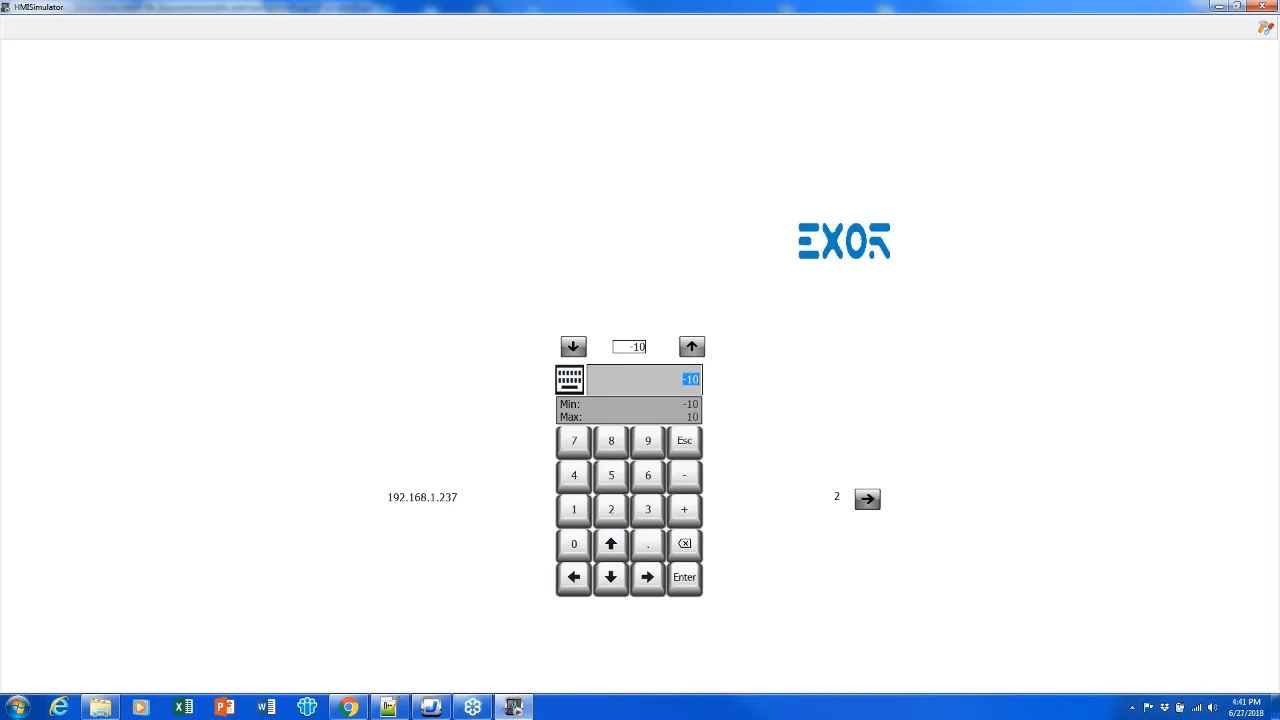 HMISimulator
EXOR
-10
-10
Min: -10
Max: 10
7 8 9 Esc
4 5 6 -
1 2 3 +
0 .
Enter
192.168.1.237
2
4:41 PM
6/27/2018